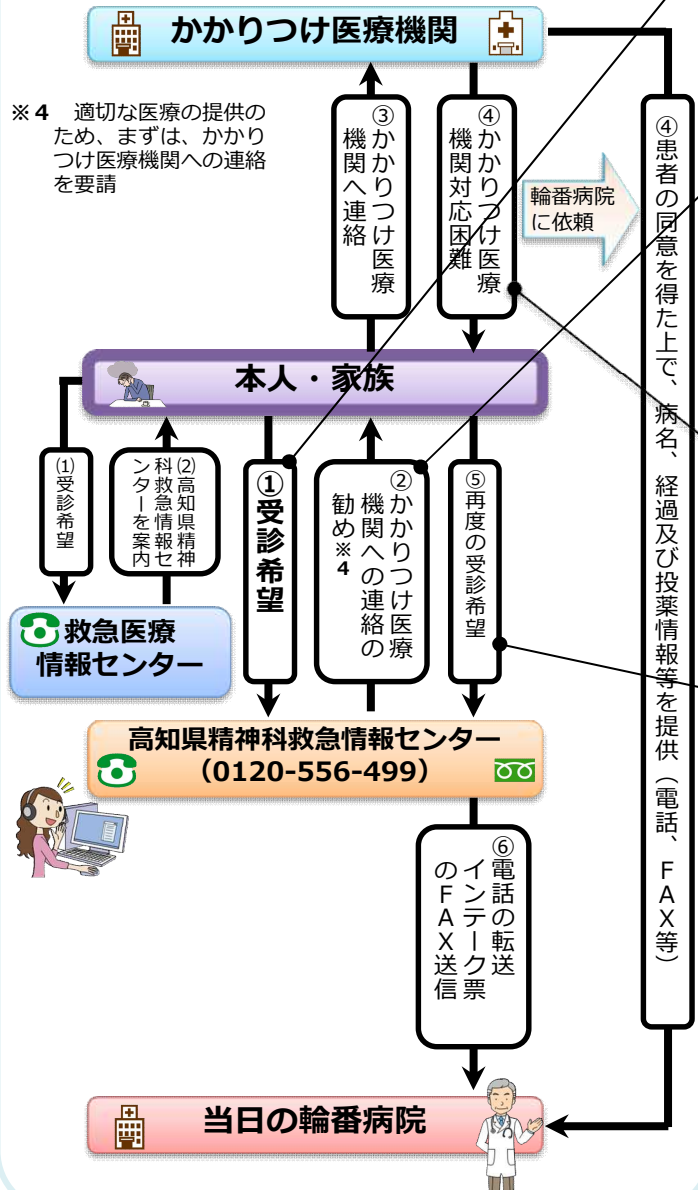 かかりつけ医療機関
※4 適切な医療の提供の
ため、まずは、かかり
つけ医療機関への連絡
を要請
③かかりつけ医療
機関へ連絡
④かかりつけ医療
機関対応困難
輪番病院
に依頼
④患者の同意を得た上で、病名、経過及び投薬情報等を提供（電話、ＦＡＸ等）
本人・家族
(1)受診希望
(2)高知県精神
科救急情報セ
ンターを案内
①受診希望
②かかりつけ医療
機関への連絡の
勧め※4
⑤再度の受診希望
救急医療
情報センター
高知県精神科救急情報センター
（0120-556-499）
⑥電話の転送
インテーク票
のＦＡＸ送信
当日の輪番病院